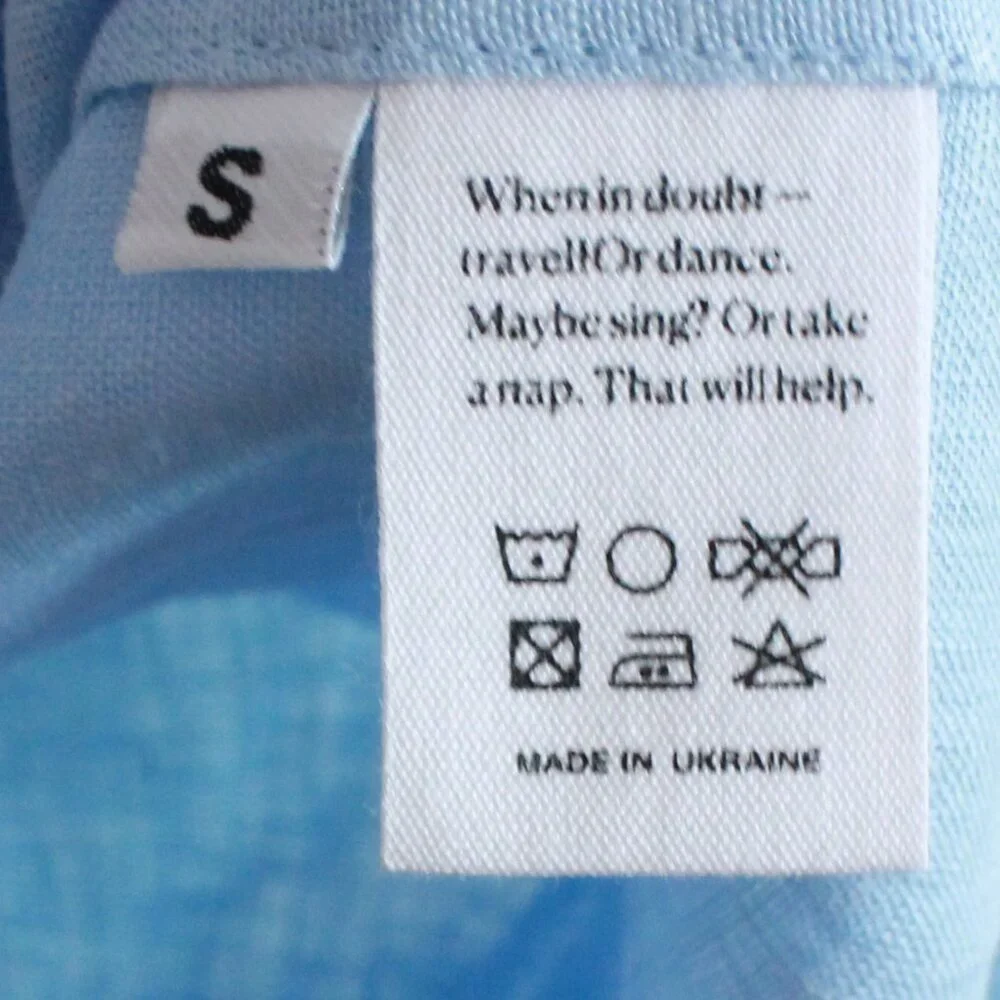 S
When in doubt —
travel! Or dance.
Maybe sing? Or take
a nap. That will help.
MADE IN UKRAINE